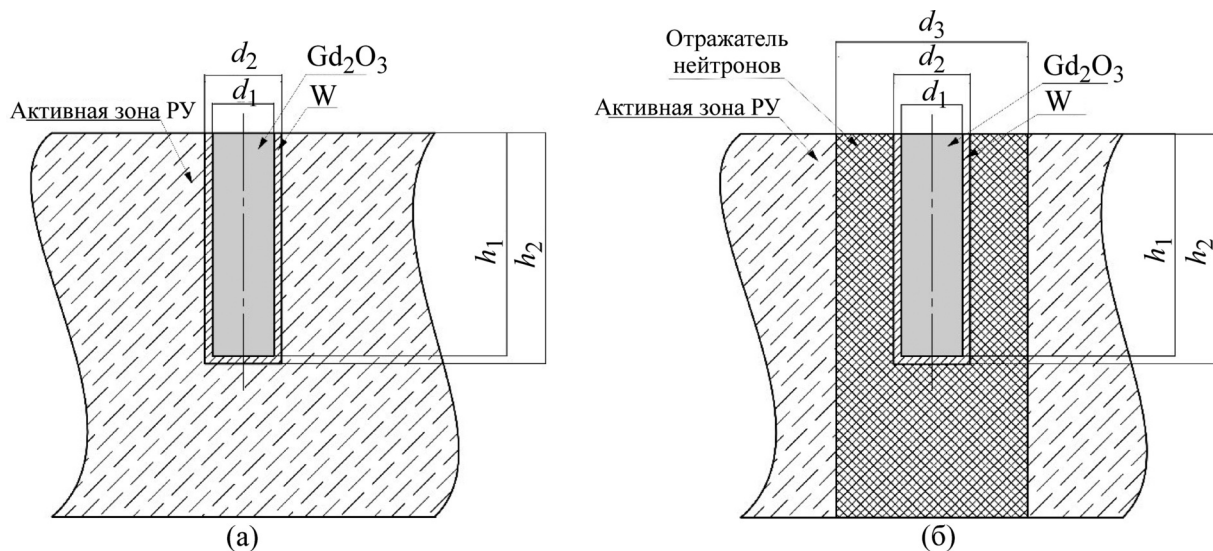 d₂
d₁
Gd₂O₃
W
Активная зона РУ
h₁
h₂
(а)
d₃
Отражатель
нейтронов
d₂
d₁
Gd₂O₃
W
Активная зона РУ
h₁
h₂
(б)